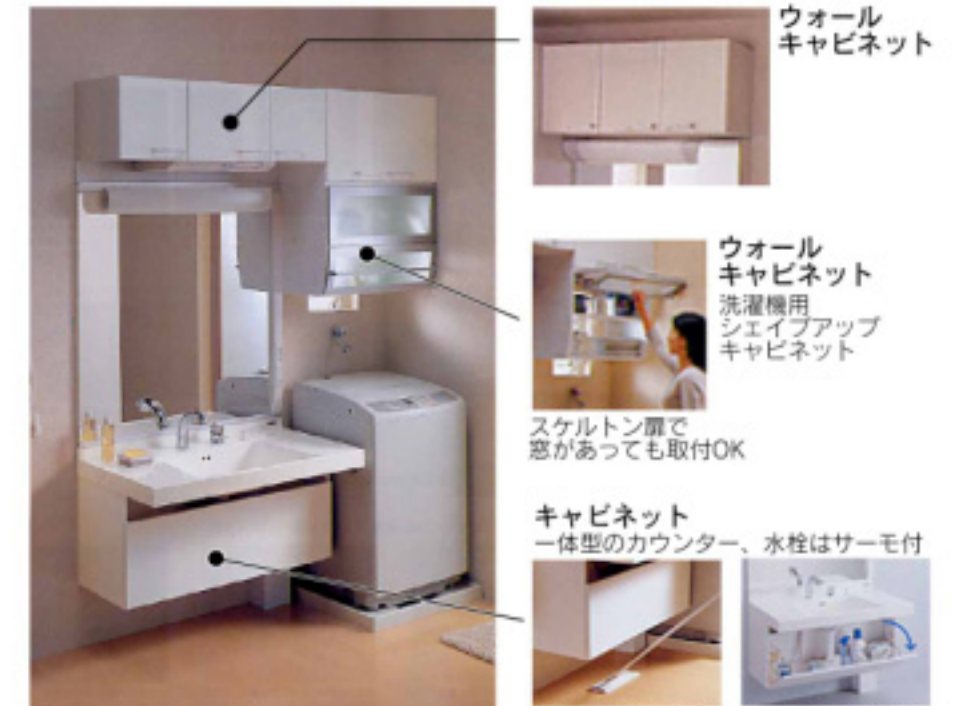 ウォール
キャビネット
ウォール
キャビネット
洗濯機用
シェイプアップ
キャビネット
スケルトン扉で
窓があっても取付OK
キャビネット
一体型のカウンター、水栓はサーモ付